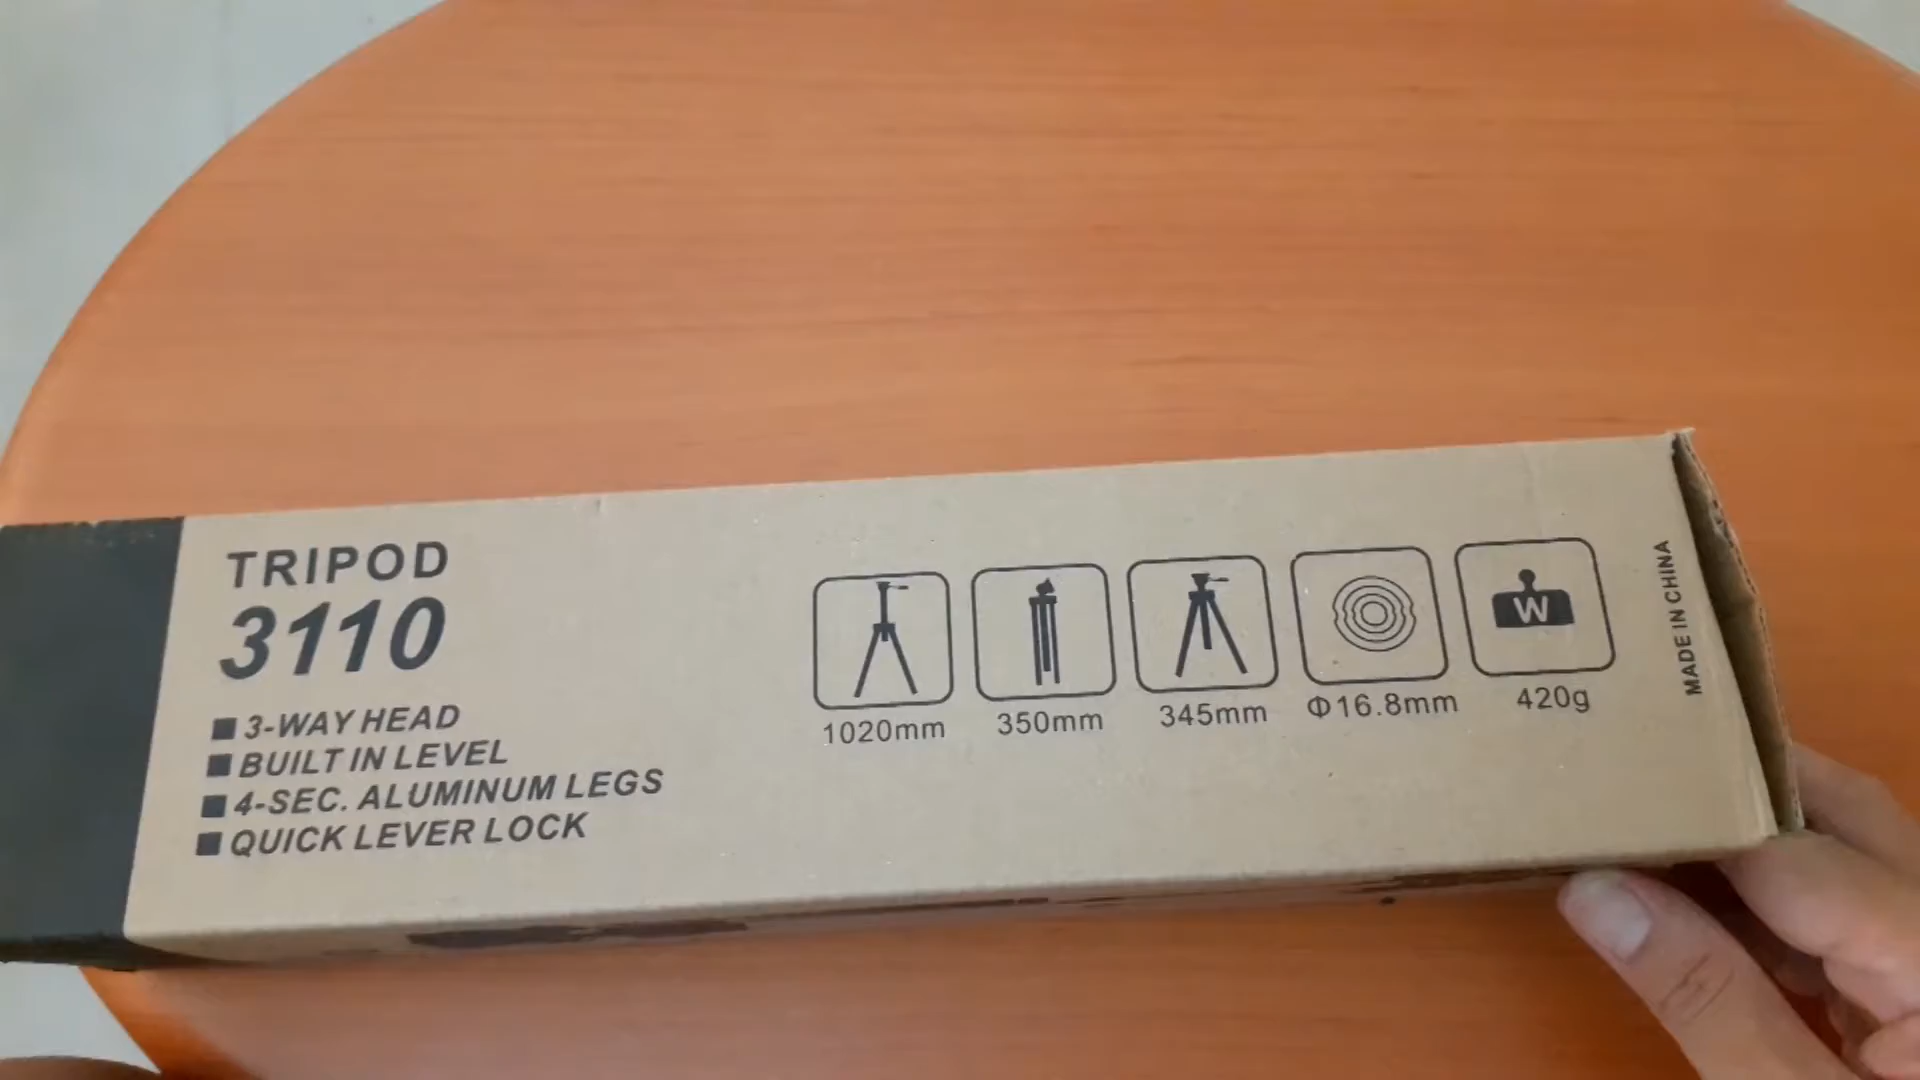 TRIPOD
3110
3-WAY HEAD
BUILT IN LEVEL
4-SEC. ALUMINUM LEGS
QUICK LEVER LOCK
1020mm
350mm
345mm
Φ16.8mm
W
420g
MADE IN CHINA